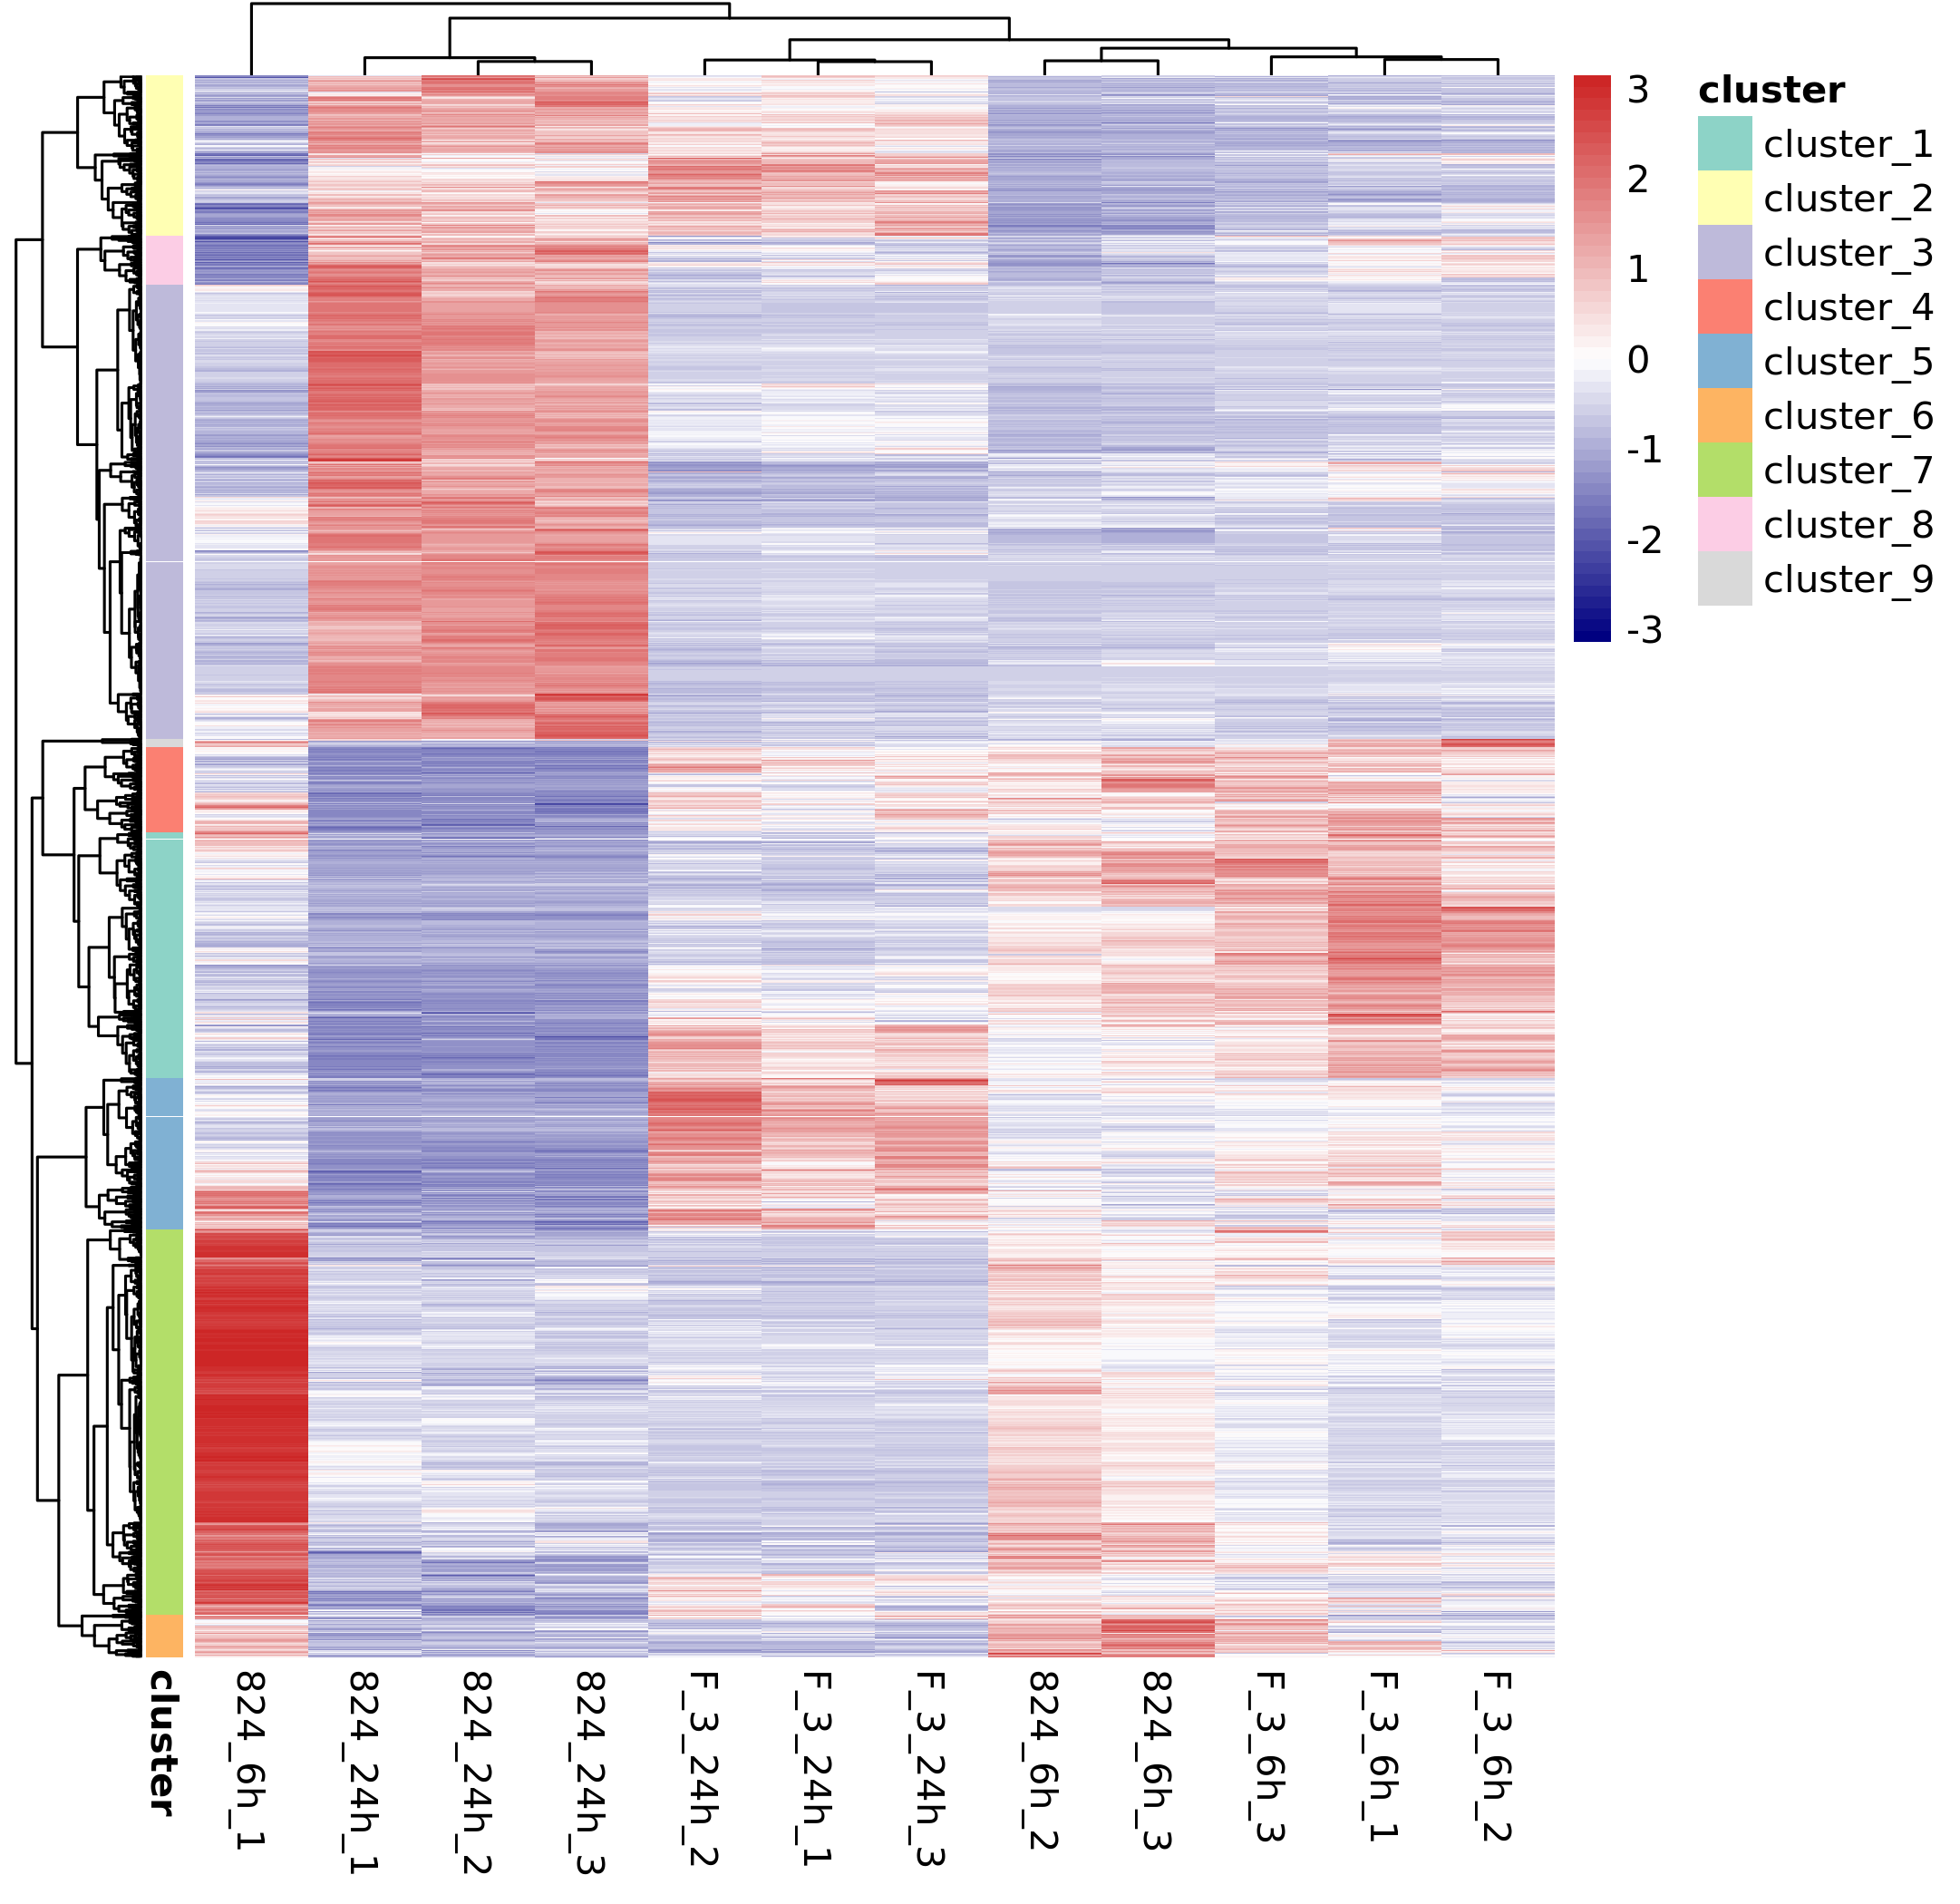 3
2
1
0
-1
-2
-3
cluster
cluster_1
cluster_2
cluster_3
cluster_4
cluster_5
cluster_6
cluster_7
cluster_8
cluster_9
cluster
824_6h_1
824_24h_1
824_24h_2
824_24h_3
F_3_24h_2
F_3_24h_1
F_3_24h_3
824_6h_2
824_6h_3
F_3_6h_3
F_3_6h_1
F_3_6h_2